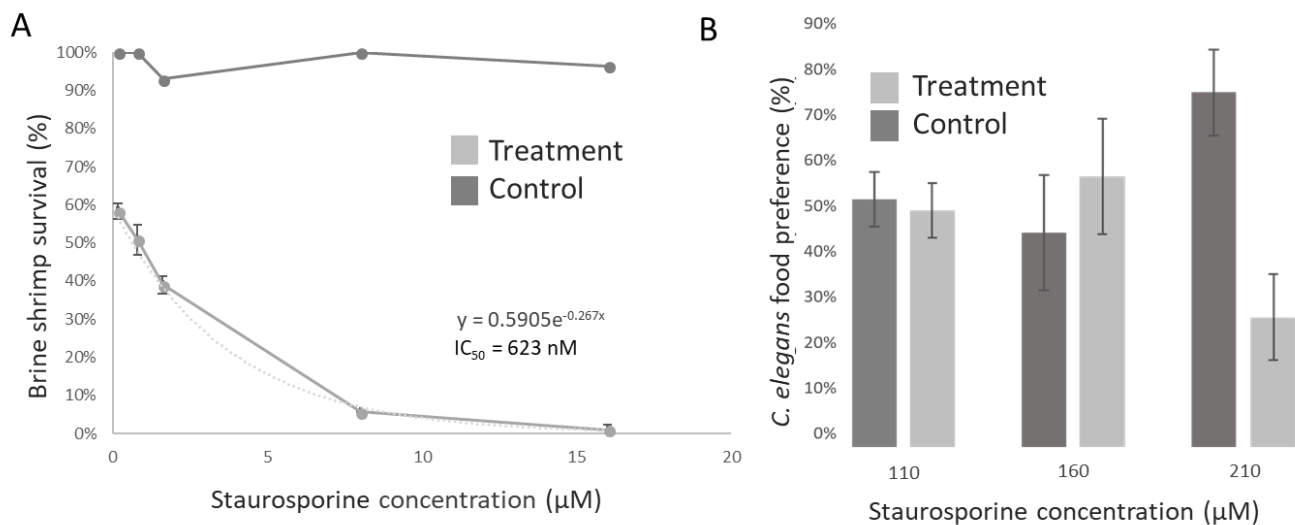 A
Brine shrimp survival (%)
100%
90%
80%
70%
60%
50%
40%
30%
20%
10%
0%
Treatment
Control
y = 0.5905e^-0.267x
IC50 = 623 nM
0 5 10 15 20
Staurosporine concentration (µM)
B
C. elegans food preference (%)
90%
80%
70%
60%
50%
40%
30%
20%
10%
0%
Treatment
Control
110 160 210
Staurosporine concentration (µM)